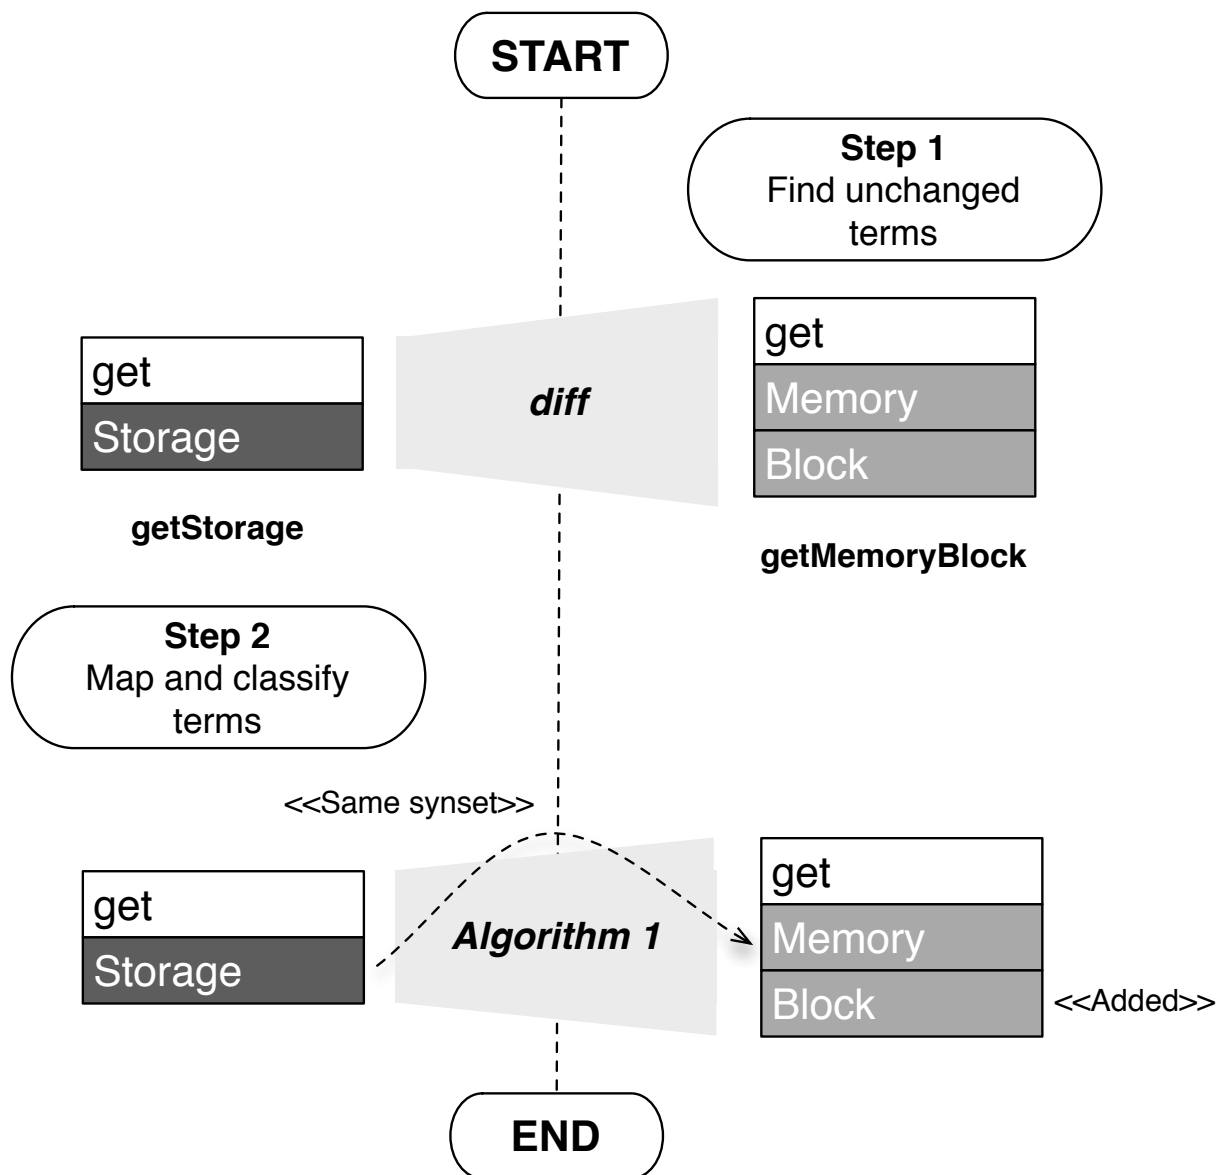 START
Step 1
Find unchanged
terms
get
Storage
getStorage
diff
get
Memory
Block
getMemoryBlock
Step 2
Map and classify
terms
<<Same synset>>
get
Storage
Algorithm 1
get
Memory
Block
<<Added>>
END